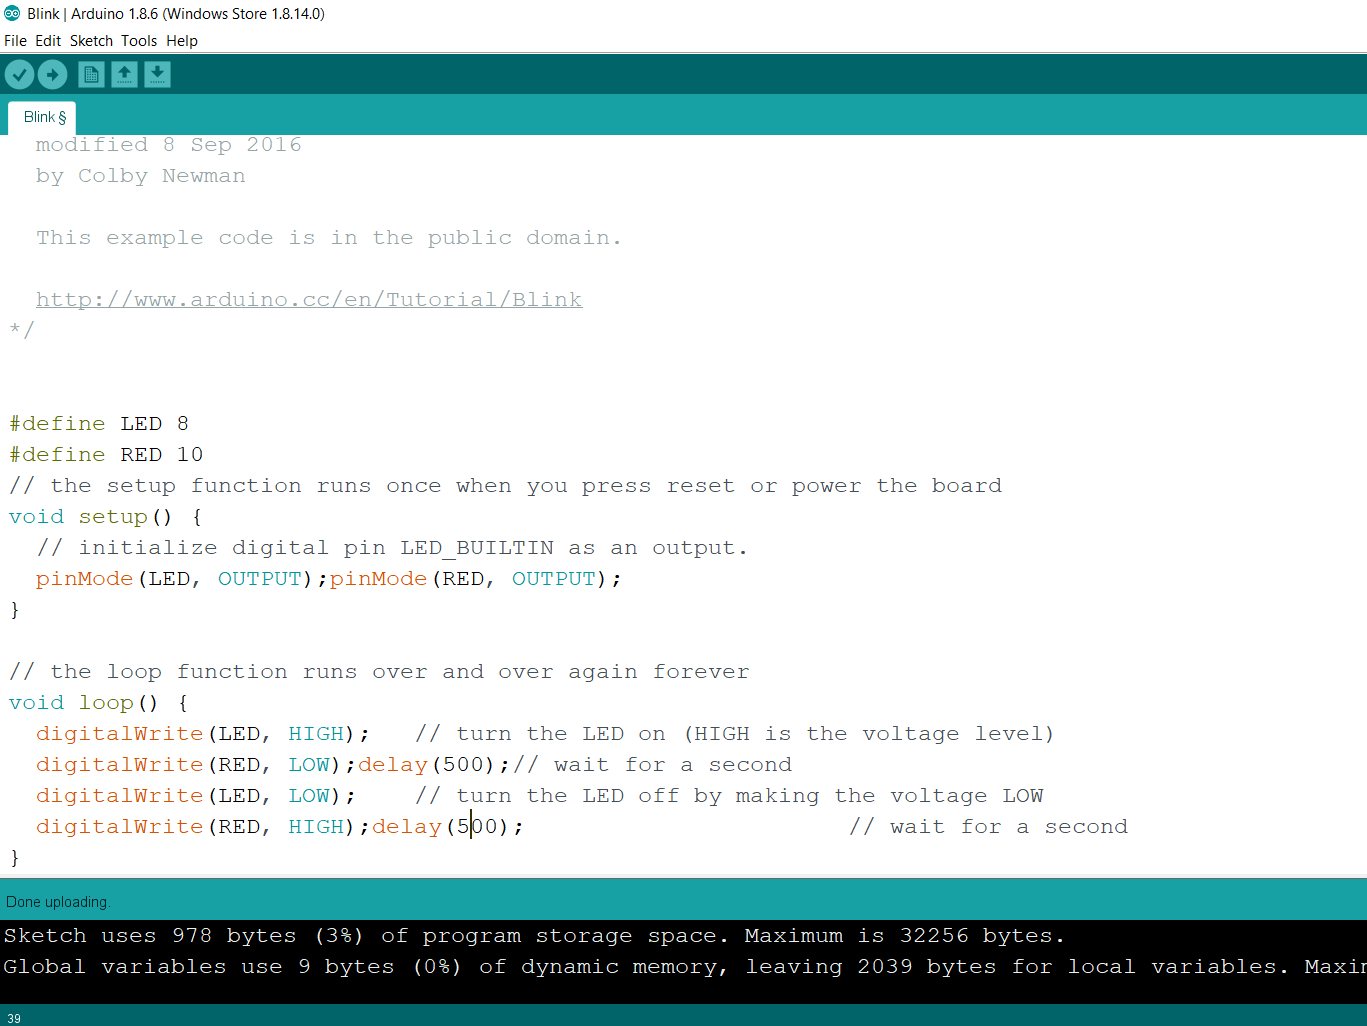 Blink | Arduino 1.8.6 (Windows Store 1.8.14.0)
File Edit Sketch Tools Help
Blink §
modified 8 Sep 2016
by Colby Newman
This example code is in the public domain.
http://www.arduino.cc/en/Tutorial/Blink
*/
#define LED 8
#define RED 10
// the setup function runs once when you press reset or power the board
void setup() {
// initialize digital pin LED_BUILTIN as an output.
pinMode(LED, OUTPUT);pinMode(RED, OUTPUT);
}
// the loop function runs over and over again forever
void loop() {
digitalWrite(LED, HIGH);   // turn the LED on (HIGH is the voltage level)
digitalWrite(RED, LOW);delay(500);// wait for a second
digitalWrite(LED, LOW);    // turn the LED off by making the voltage LOW
digitalWrite(RED, HIGH);delay(500);                       // wait for a second
}
Done uploading.
Sketch uses 978 bytes (3%) of program storage space. Maximum is 32256 bytes.
Global variables use 9 bytes (0%) of dynamic memory, leaving 2039 bytes for local variables.
39